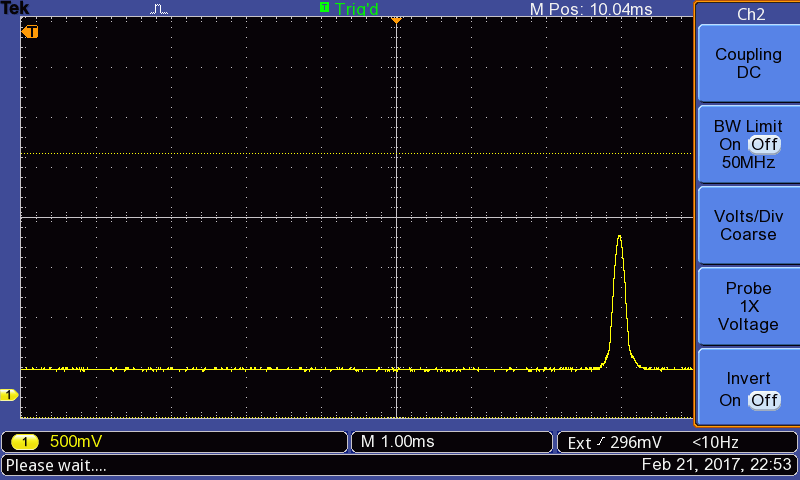 Tek
T Trig'd
M Pos: 10.04ms
T
Ch2
Coupling
DC
BW Limit
On Off
50MHz
Volts/Div
Coarse
Probe
1X
Voltage
Invert
On Off
1
1 500mV
M 1.00ms
Ext 296mV <10Hz
Please wait....
Feb 21, 2017, 22:53